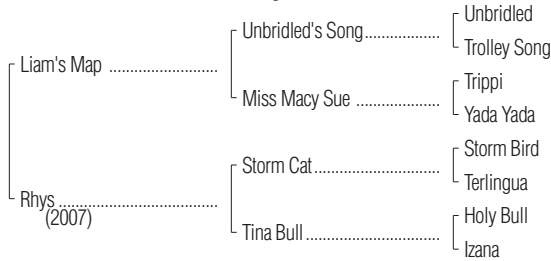 Unbridled
Unbridled's Song..................
Trolley Song
Liam's Map ..........................
Trippi
Miss Macy Sue ....................
Yada Yada
Storm Bird
Storm Cat..............................
Terlingua
Rhys......................................
(2007)
Holy Bull
Tina Bull................................
Izana